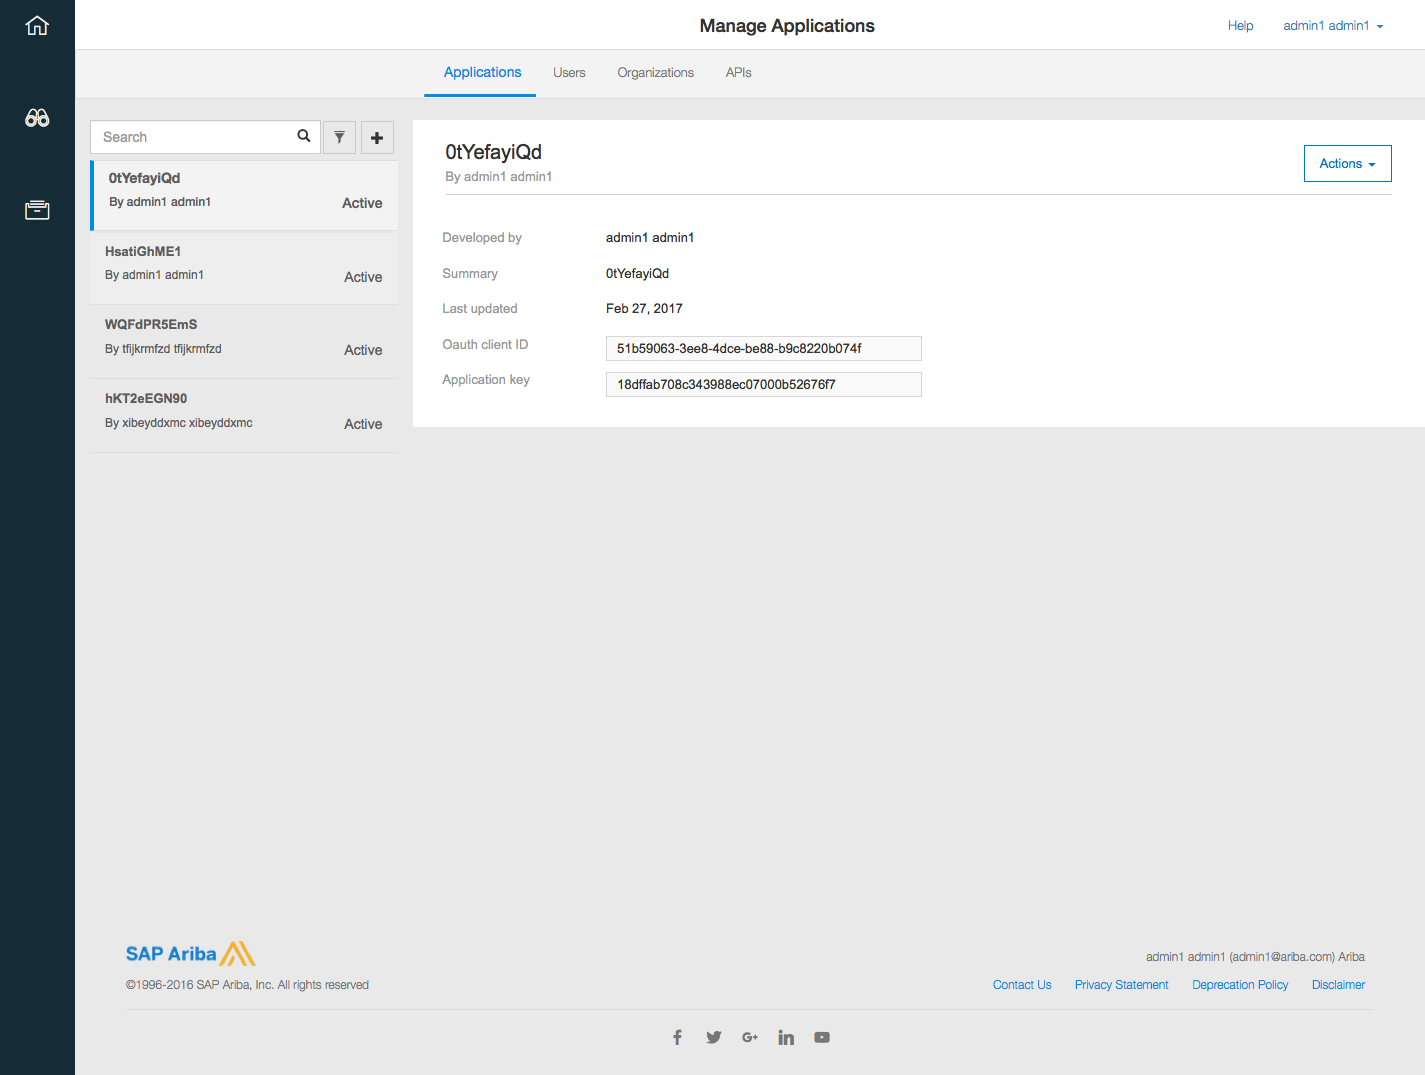 Manage Applications
Help
admin1 admin1
Applications
Users
Organizations
APIs
Search
0tYefayiQd
By admin1 admin1
Active
HsatiGhME1
By admin1 admin1
Active
WQFdPR5EmS
By tfijkrmfzd tfijkrmfzd
Active
hKT2eEGN90
By xibeyddxmc xibeyddxmc
Active
0tYefayiQd
By admin1 admin1
Actions
Developed by admin1 admin1
Summary 0tYefayiQd
Last updated Feb 27, 2017
Oauth client ID 51b59063-3ee8-4dce-be88-b9c8220b074f
Application key 18dffab708c343988ec07000b52676f7
SAP Ariba
©1996-2016 SAP Ariba, Inc. All rights reserved
admin1 admin1 (admin1@ariba.com) Ariba
Contact Us
Privacy Statement
Deprecation Policy
Disclaimer